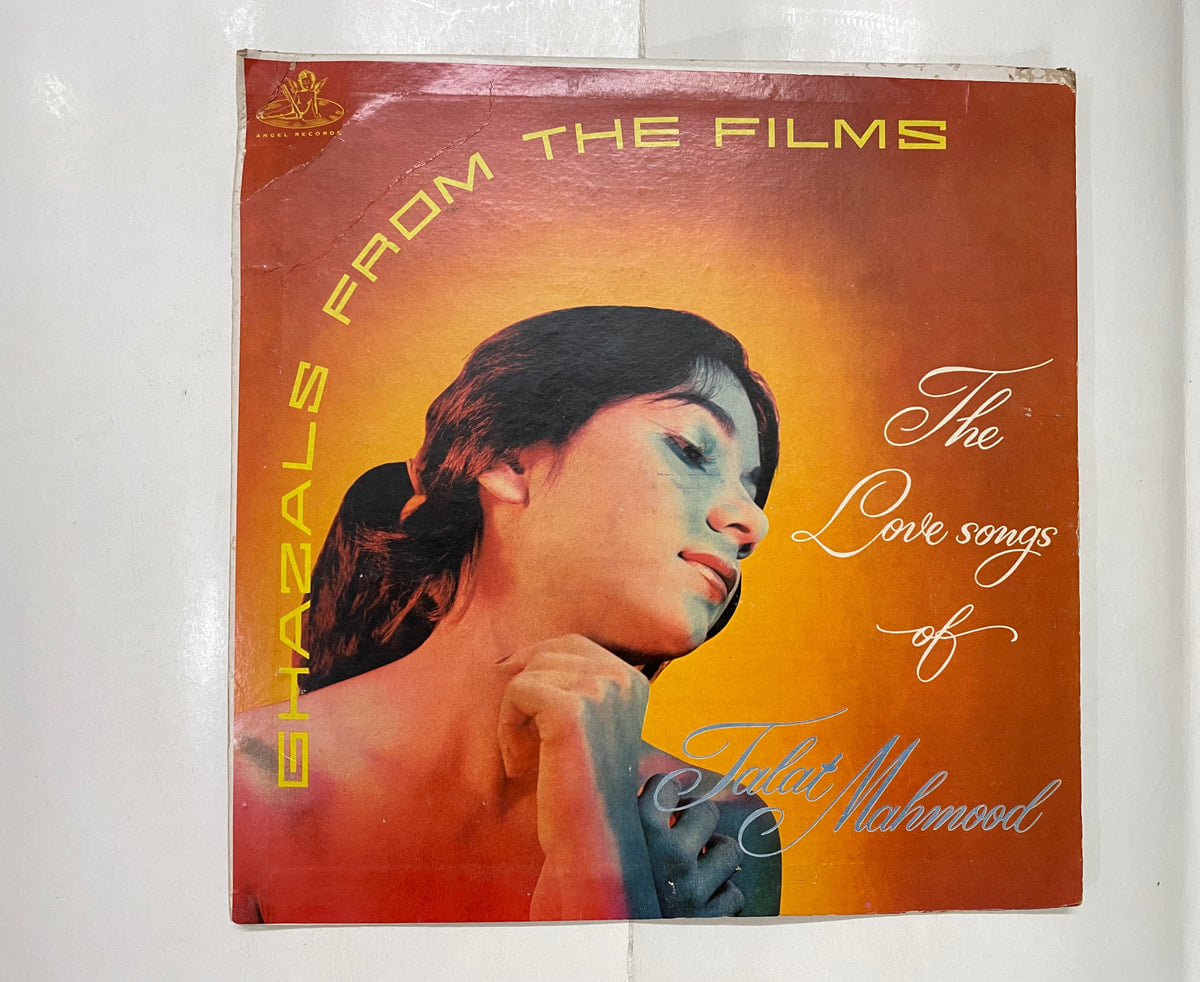 ANGEL RECORDS
GHAZALS FROM THE FILMS
The
Love songs
of
Talat Mahmood